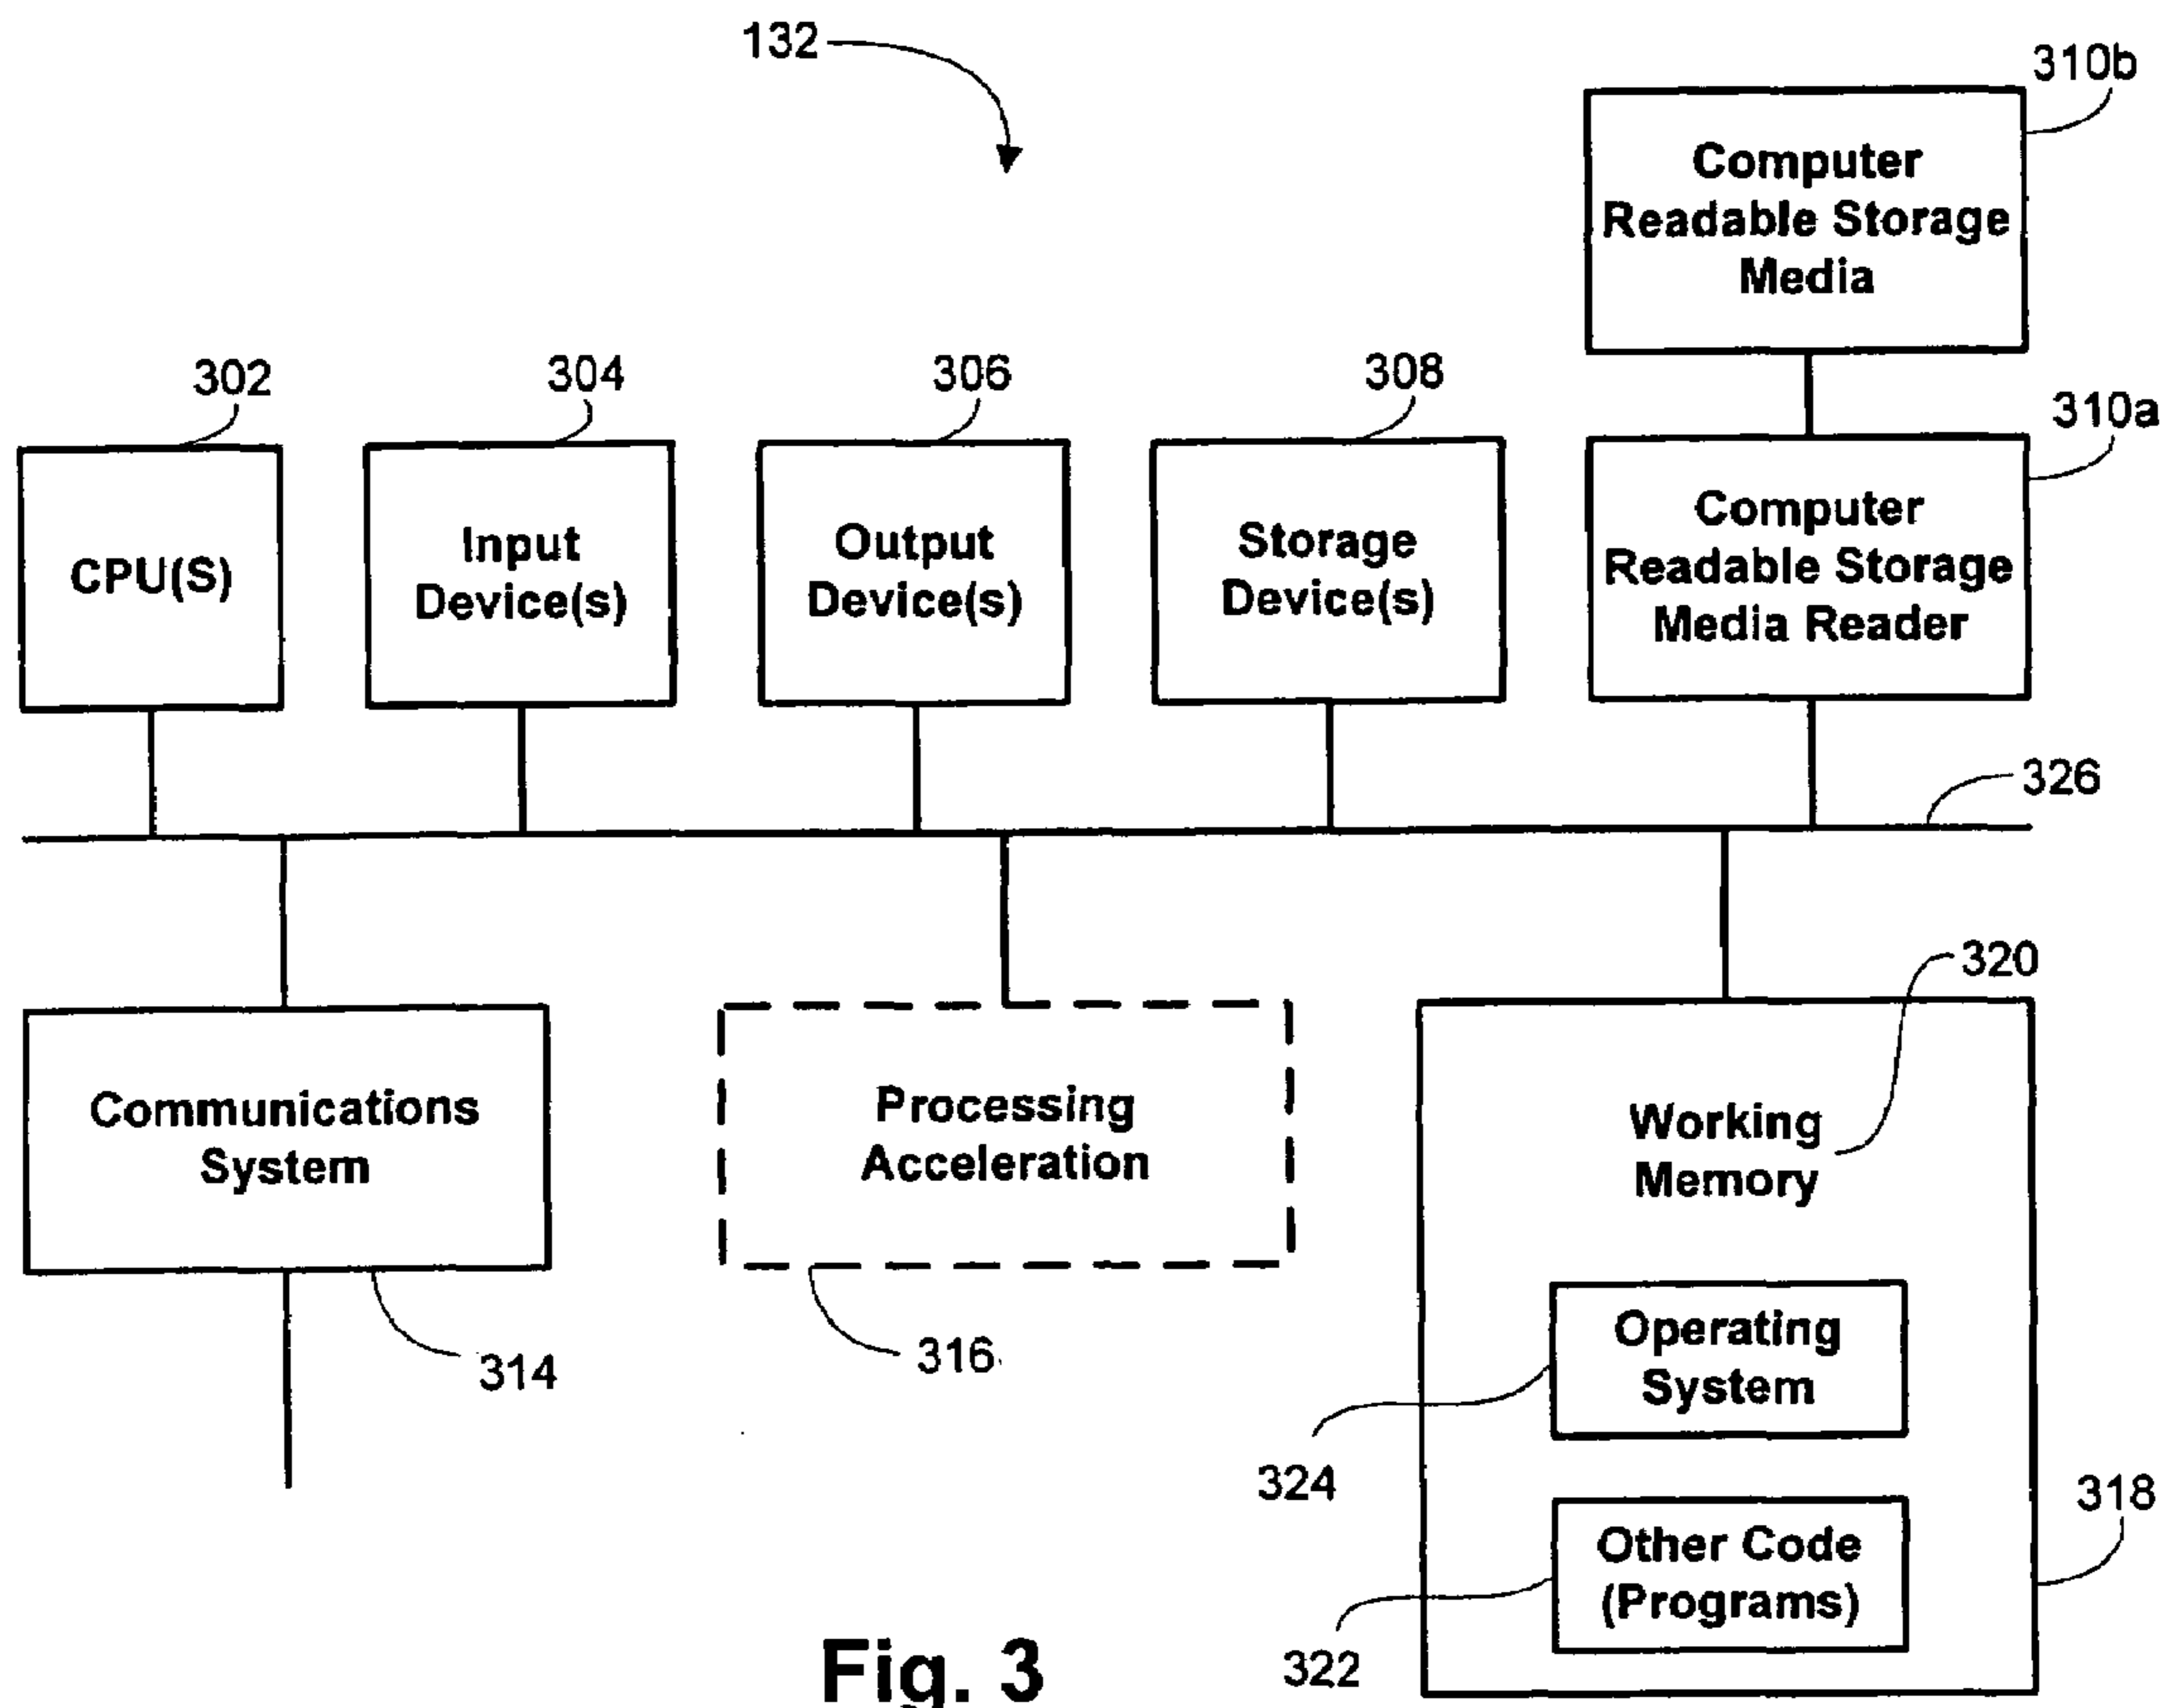 132
310b
Computer
Readable Storage
Media
302
304
306
308
310a
CPU(S)
Input
Device(s)
Output
Device(s)
Storage
Device(s)
Computer
Readable Storage
Media Reader
326
320
Communications
System
Processing
Acceleration
Working
Memory
314
316
Operating
System
324
318
Other Code
(Programs)
322
Fig. 3